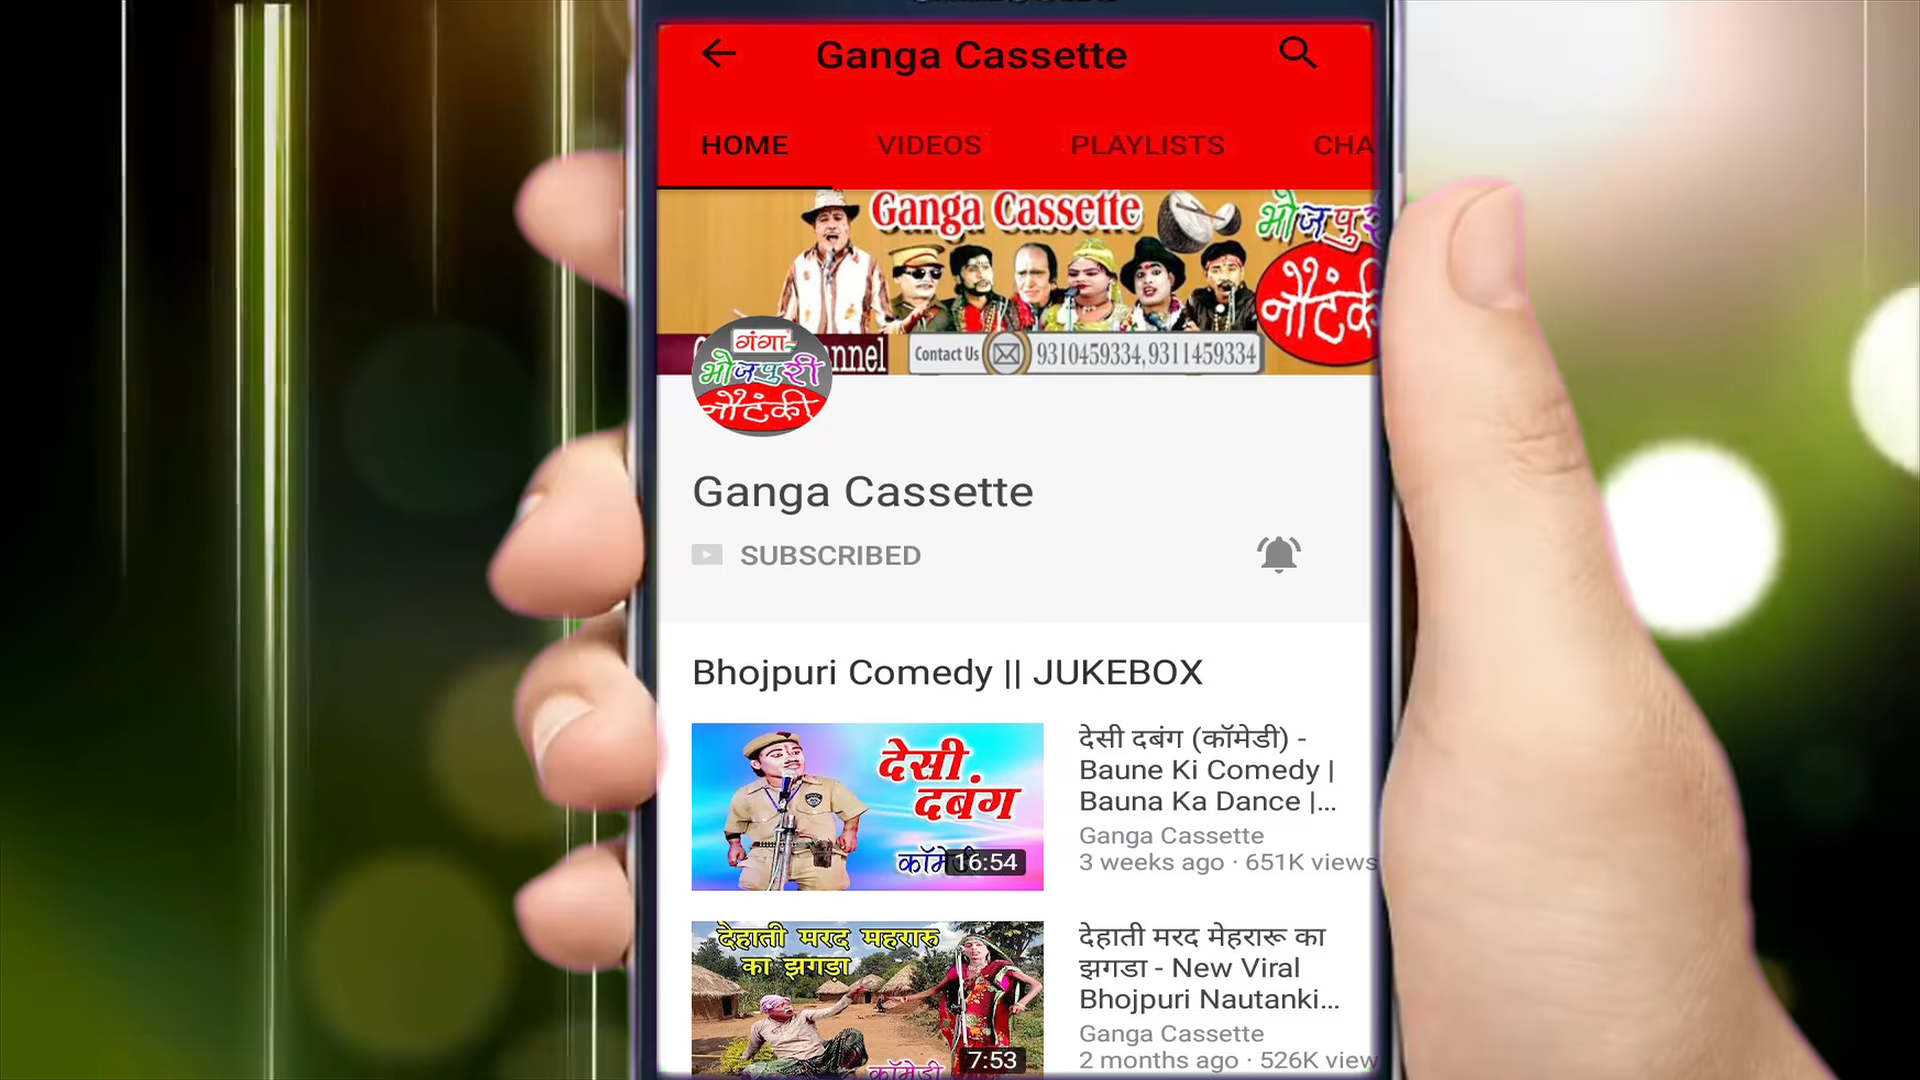 Ganga Cassette
HOME VIDEOS PLAYLISTS CHA
Ganga Cassette
भोजपुरी
नौटंकी
Contact Us 9310459334,9311459334
गंगा
भोजपुरी
नौटंकी
Ganga Cassette
SUBSCRIBED
Bhojpuri Comedy || JUKEBOX
देसी
दबंग
कॉमेडी
16:54
देसी दबंग (कॉमेडी) -
Baune Ki Comedy |
Bauna Ka Dance |...
Ganga Cassette
3 weeks ago · 651K views
देहाती मरद महरारु
का झगड़ा
कॉमेडी
7:53
देहाती मरद मेहरारू का
झगडा - New Viral
Bhojpuri Nautanki...
Ganga Cassette
2 months ago · 526K view